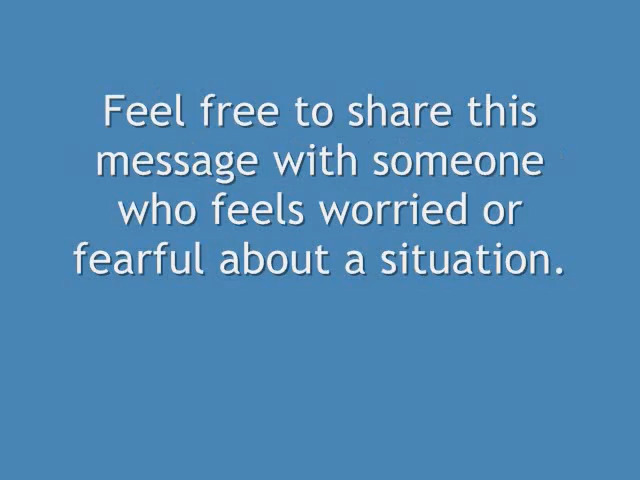 Feel free to share this
message with someone
who feels worried or
fearful about a situation.